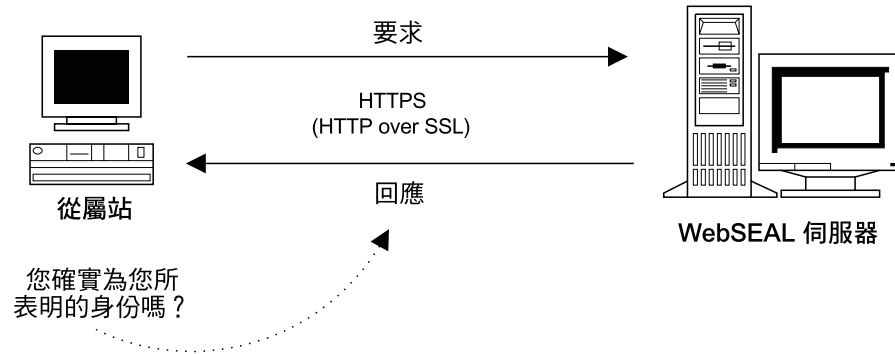 要求
HTTPS
(HTTP over SSL)
回應
從屬站
WebSEAL 伺服器
您確實為您所
表明的身份嗎？